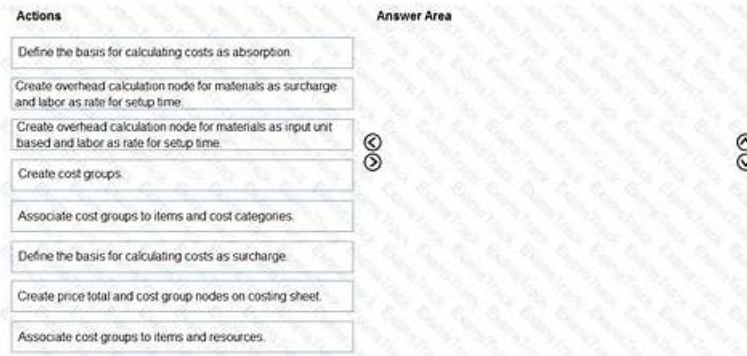 Actions
Answer Area
Define the basis for calculating costs as absorption.
Create overhead calculation node for materials as surcharge
and labor as rate for setup time.
Create overhead calculation node for materials as input unit
based and labor as rate for setup time.
Create cost groups.
Associate cost groups to items and cost categories.
Define the basis for calculating costs as surcharge.
Create price total and cost group nodes on costing sheet.
Associate cost groups to items and resources.